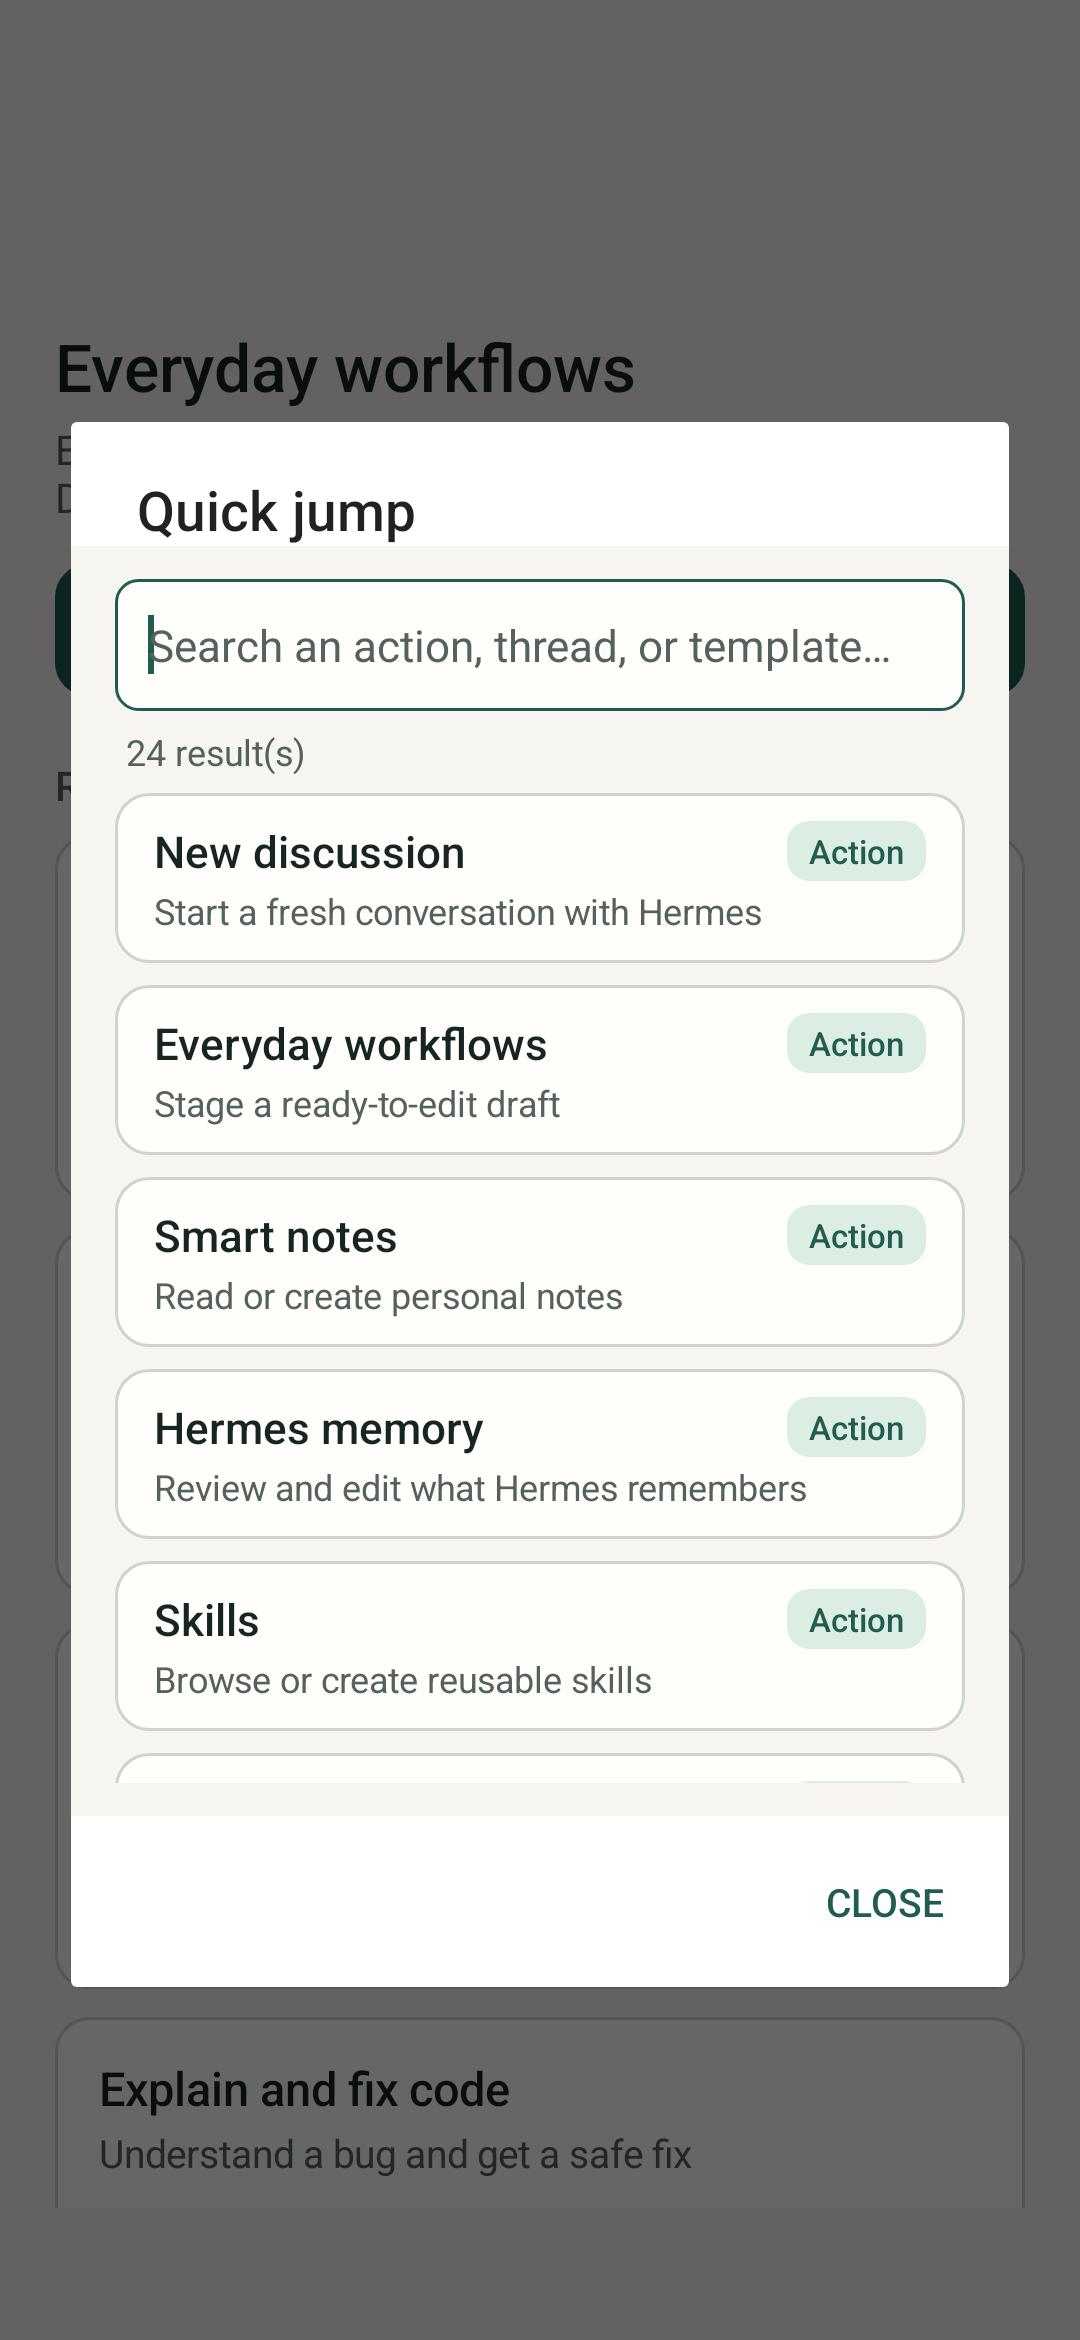 Everyday workflows
Quick jump
Search an action, thread, or template...
24 result(s)
New discussion
Action
Start a fresh conversation with Hermes
Everyday workflows
Action
Stage a ready-to-edit draft
Smart notes
Action
Read or create personal notes
Hermes memory
Action
Review and edit what Hermes remembers
Skills
Action
Browse or create reusable skills
CLOSE
Explain and fix code
Understand a bug and get a safe fix